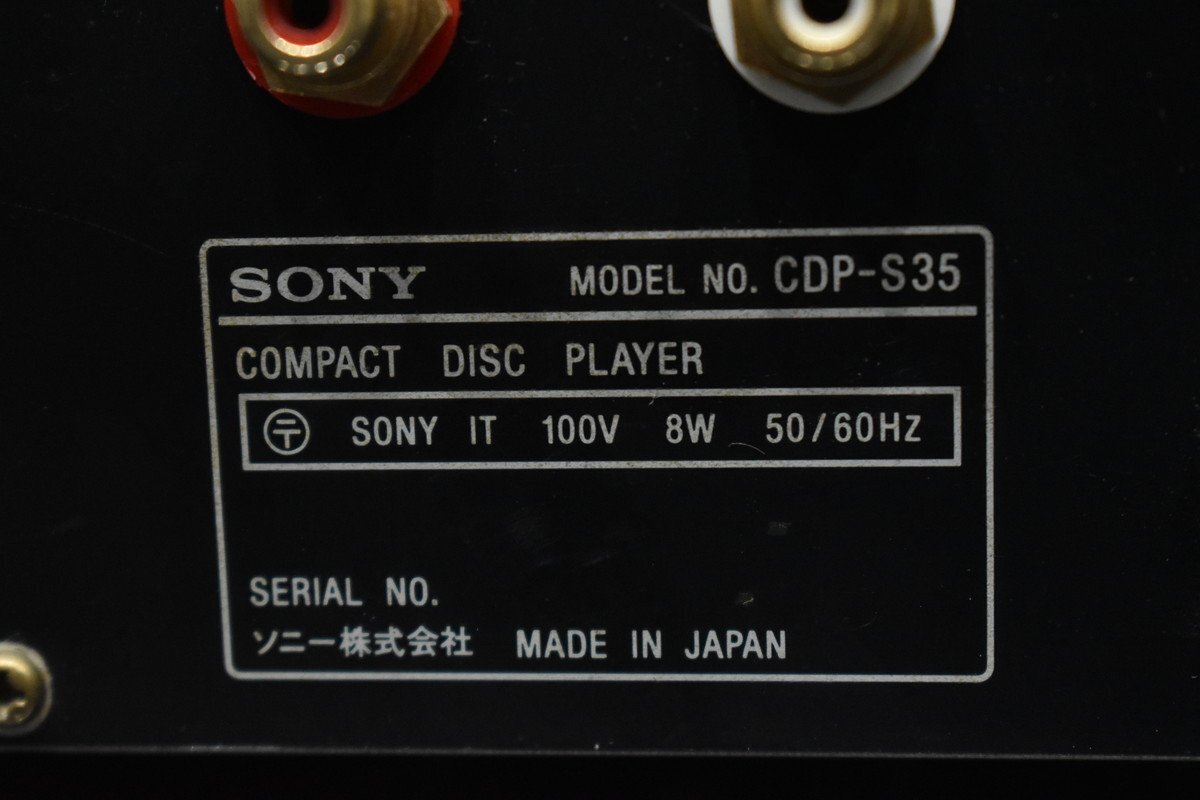 SONY MODEL NO. CDP-S35
COMPACT DISC PLAYER
〒 SONY IT 100V 8W 50/60Hz
SERIAL NO.
ソニー株式会社 MADE IN JAPAN